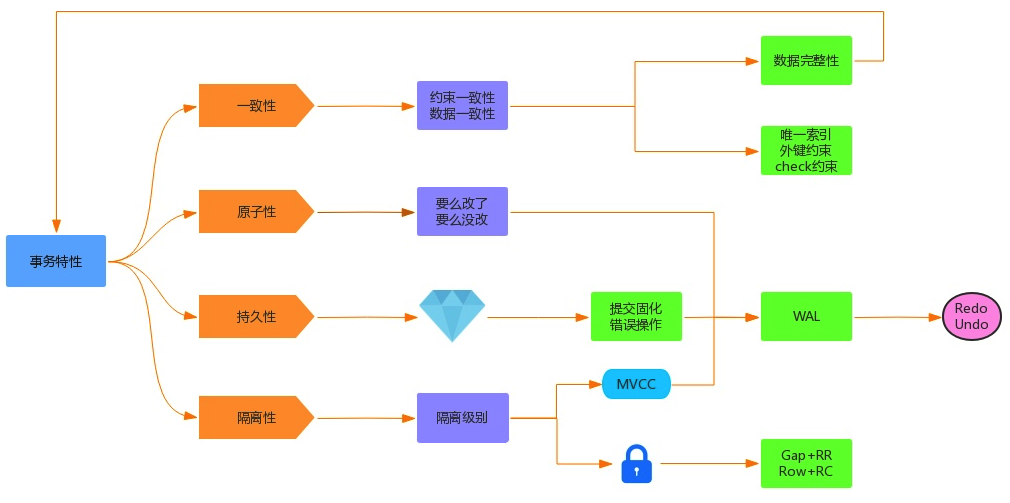 数据完整性
一致性
约束一致性
数据一致性
唯一索引
外键约束
check约束
原子性
要么改了
要么没改
事务特性
持久性
提交固化
错误操作
WAL
Redo
Undo
MVCC
隔离性
隔离级别
Gap+RR
Row+RC